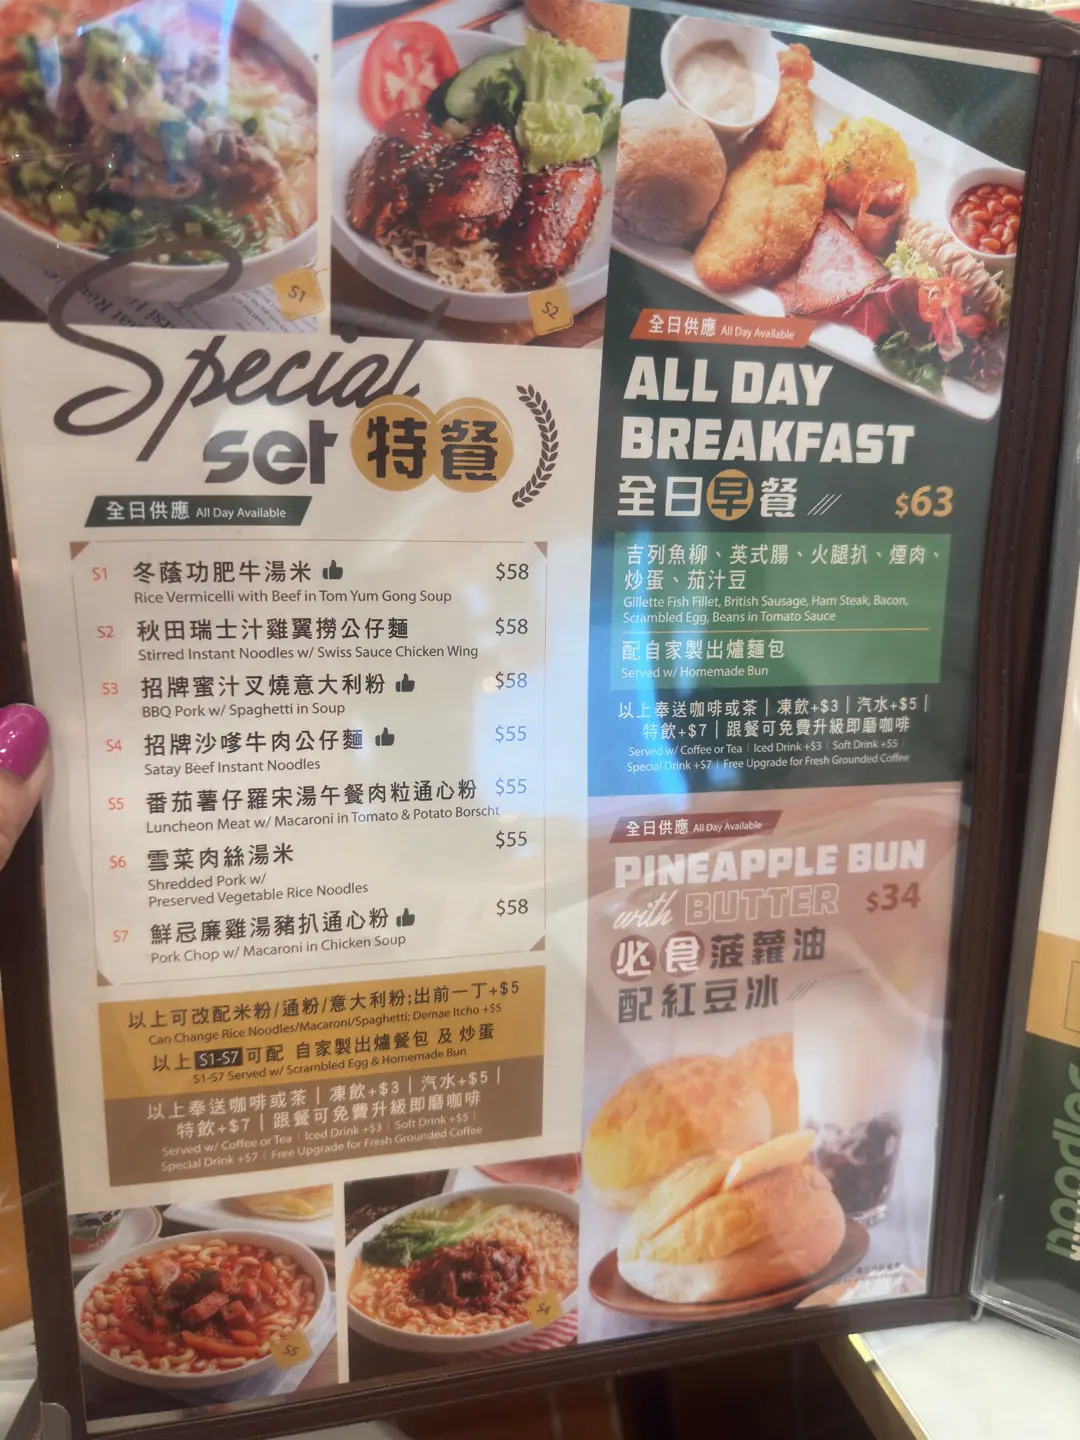 S1
S2
Special
set 特餐
全日供應 All Day Available
S1 冬蔭功肥牛湯米 $58
Rice Vermicelli with Beef in Tom Yum Gong Soup
S2 秋田瑞士汁雞翼撈公仔麵 $58
Stirred Instant Noodles w/ Swiss Sauce Chicken Wing
S3 招牌蜜汁叉燒意大利粉 $58
BBQ Pork w/ Spaghetti in Soup
S4 招牌沙嗲牛肉公仔麵 $55
Satay Beef Instant Noodles
S5 番茄薯仔羅宋湯午餐肉粒通心粉 $55
Luncheon Meat w/ Macaroni in Tomato & Potato Borscht
S6 雪菜肉絲湯米 $55
Shredded Pork w/
Preserved Vegetable Rice Noodles
S7 鮮忌廉雞湯豬扒通心粉 $58
Pork Chop w/ Macaroni in Chicken Soup
以上可改配米粉/通粉/意大利粉;出前一丁+$5
Can Change Rice Noodles/Macaroni/Spaghetti; Demae Itcho +$5
以上 S1-S7 可配 自家製出爐餐包 及 炒蛋
S1-S7 Served w/ Scrambled Egg & Homemade Bun
以上奉送咖啡或茶 | 凍飲+$3 | 汽水+$5 |
特飲+$7 | 跟餐可免費升級即磨咖啡
Served w/ Coffee or Tea | Iced Drink +$3 | Soft Drink +$5 |
Special Drink +$7 | Free Upgrade for Fresh Grounded Coffee
S5
S4
全日供應 All Day Available
ALL DAY
BREAKFAST
全日早餐 $63
吉列魚柳、英式腸、火腿扒、煙肉、
炒蛋、茄汁豆
Gillette Fish Fillet, British Sausage, Ham Steak, Bacon,
Scrambled Egg, Beans in Tomato Sauce
配自家製出爐麵包
Served w/ Homemade Bun
以上奉送咖啡或茶 | 凍飲+$3 | 汽水+$5 |
特飲+$7 | 跟餐可免費升級即磨咖啡
Served w/ Coffee or Tea | Iced Drink +$3 | Soft Drink +$5 |
Special Drink +$7 | Free Upgrade for Fresh Grounded Coffee
全日供應 All Day Available
PINEAPPLE BUN
with BUTTER $34
必食菠蘿油
配紅豆冰
noodles